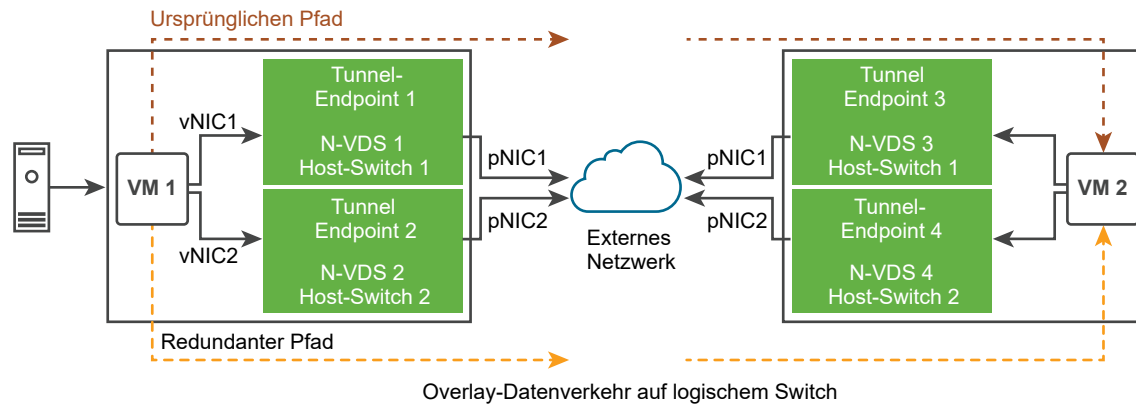 Ursprünglichen Pfad
Tunnel-
Endpoint 1
N-VDS 1
Host-Switch 1
vNIC1
VM 1
vNIC2
Tunnel
Endpoint 2
N-VDS 2
Host-Switch 2
pNIC1
pNIC2
Externes
Netzwerk
pNIC1
pNIC2
Tunnel
Endpoint 3
N-VDS 3
Host-Switch 1
Tunnel-
Endpoint 4
N-VDS 4
Host-Switch 2
VM 2
Redundanter Pfad
Overlay-Datenverkehr auf logischem Switch